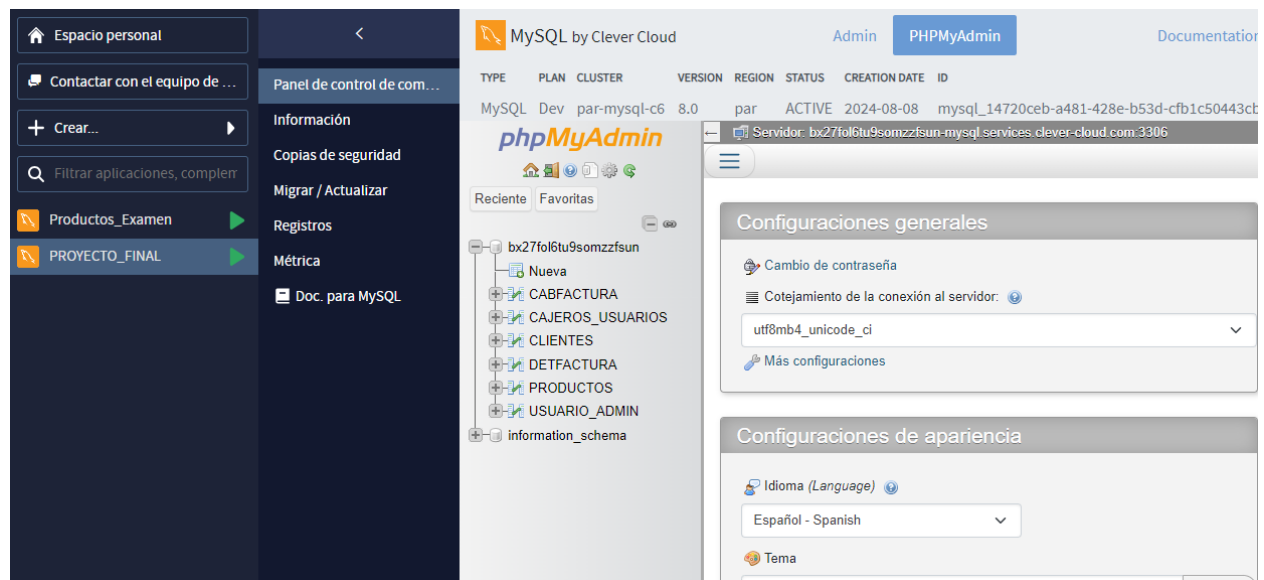 Espacio personal
Contactar con el equipo de ...
Crear...
Filtrar aplicaciones, complem
Productos_Examen
PROYECTO_FINAL
Panel de control de com...
Información
Copias de seguridad
Migrar / Actualizar
Registros
Métrica
Doc. para MySQL
MySQL by Clever Cloud
Admin PHPMyAdmin Documentation
TYPE PLAN CLUSTER VERSION REGION STATUS CREATION DATE ID
MySQL Dev par-mysql-c6 8.0 par ACTIVE 2024-08-08 mysql_14720ceb-a481-428e-b53d-cfb1c50443cb
phpMyAdmin
Reciente Favoritas
bx27fol6tu9somzzfsun
Nueva
CABFACTURA
CAJEROS_USUARIOS
CLIENTES
DETFACTURA
PRODUCTOS
USUARIO_ADMIN
information_schema
Servidor: bx27fol6tu9somzzfsun-mysql.services.clever-cloud.com:3306
Configuraciones generales
Cambio de contraseña
Cotejamiento de la conexión al servidor:
utf8mb4_unicode_ci
Más configuraciones
Configuraciones de apariencia
Idioma (Language)
Español - Spanish
Tema